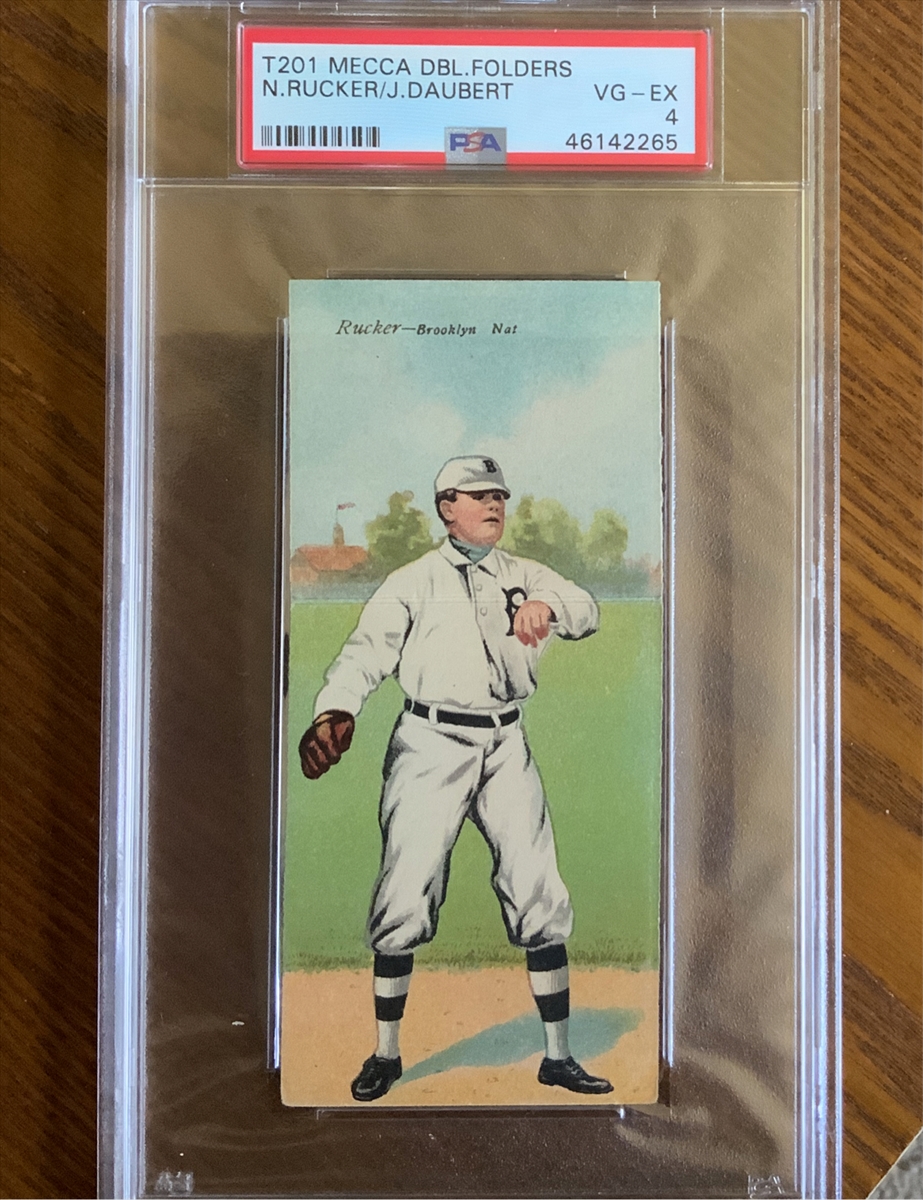 T201 MECCA DBL.FOLDERS
N.RUCKER/J.DAUBERT VG-EX
4
PSA 46142265
Rucker—Brooklyn Nat
B
B